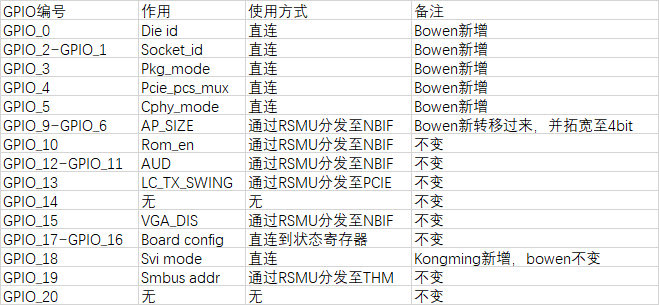 GPIO编号 作用 使用方式 备注
GPIO_0 Die id 直连 Bowen新增
GPIO_2-GPIO_1 Socket_id 直连 Bowen新增
GPIO_3 Pkg_mode 直连 Bowen新增
GPIO_4 Pcie_pcs_mux 直连 Bowen新增
GPIO_5 Cphy_mode 直连 Bowen新增
GPIO_9-GPIO_6 AP_SIZE 通过RSMU分发至NBIF Bowen新转移过来，并拓宽至4bit
GPIO_10 Rom_en 通过RSMU分发至NBIF 不变
GPIO_12-GPIO_11 AUD 通过RSMU分发至NBIF 不变
GPIO_13 LC_TX_SWING 通过RSMU分发至PCIE 不变
GPIO_14 无 无 不变
GPIO_15 VGA_DIS 通过RSMU分发至NBIF 不变
GPIO_17-GPIO_16 Board config 直连到状态寄存器 不变
GPIO_18 Svi mode 直连 Kongming新增，bowen不变
GPIO_19 Smbus addr 通过RSMU分发至THM 不变
GPIO_20 无 无 不变